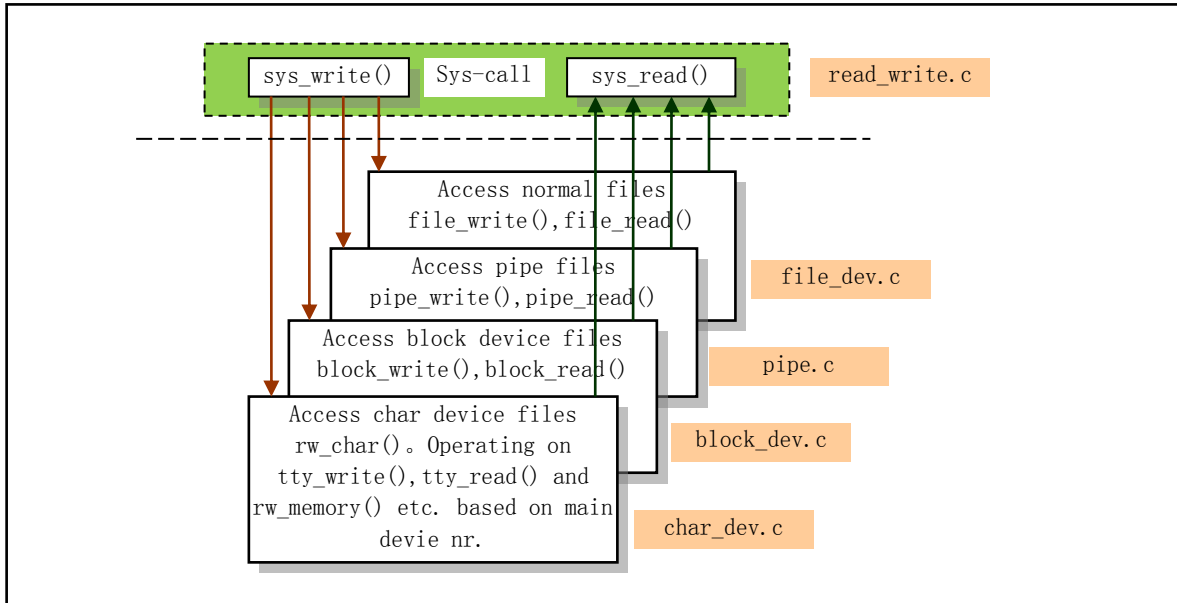 sys_write()
Sys-call
sys_read()
read_write.c
Access normal files
file_write(),file_read()
file_dev.c
Access pipe files
pipe_write(),pipe_read()
pipe.c
Access block device files
block_write(),block_read()
block_dev.c
Access char device files
rw_char()。Operating on
tty_write(),tty_read() and
rw_memory() etc. based on main
devie nr.
char_dev.c